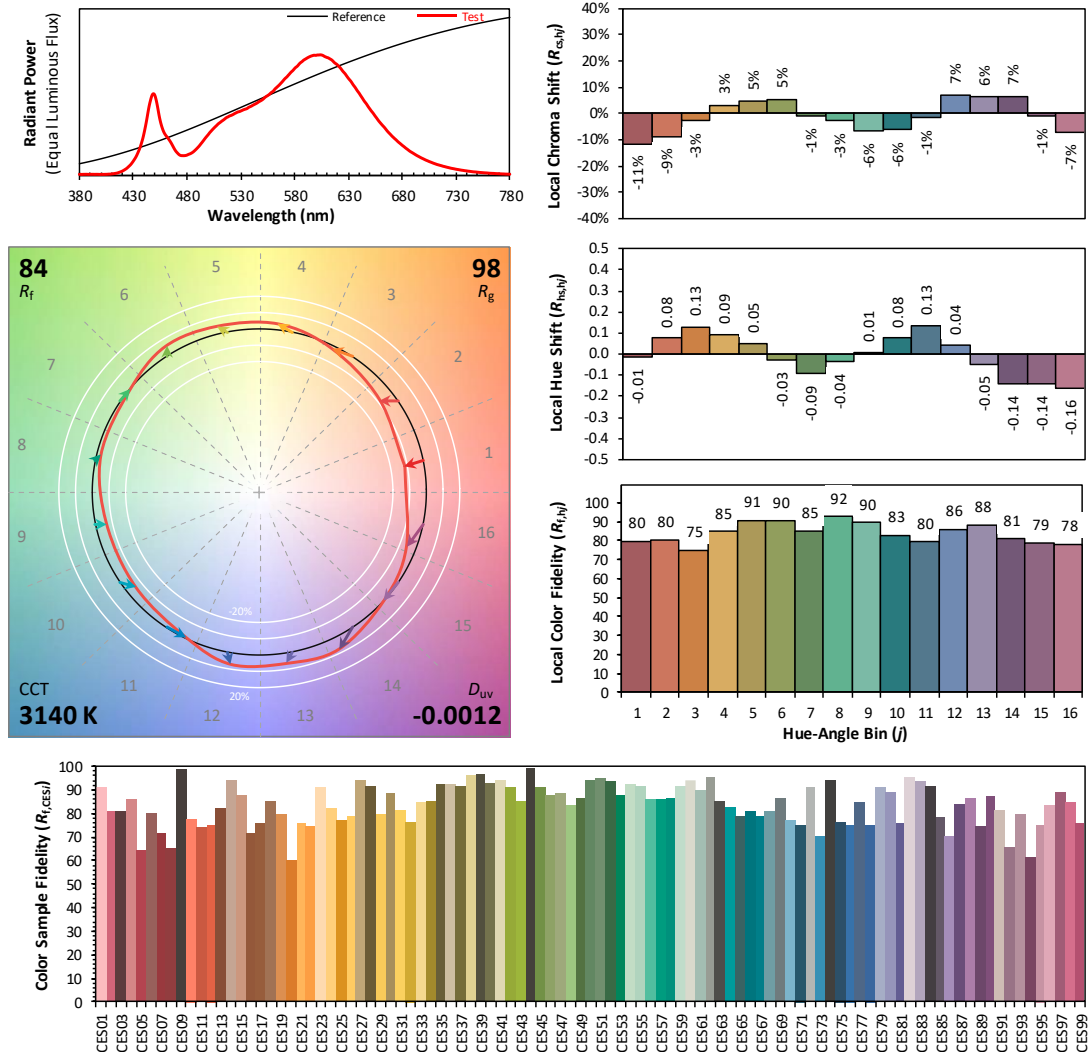 Radiant Power
(Equal Luminous Flux)
Reference
Test
380 430 480 530 580 630 680 730 780
Wavelength (nm)
Local Chroma Shift (Rcs,hj)
40%
30%
20%
10%
0%
-10%
-20%
-30%
-40%
-11% -9% -3% 3% 5% 5% -1% -3% -6% -6% -1% 7% 6% 7% -1% -7%
84
Rf
98
Rg
5 4
6 3
7 2
8 1
9 16
10 15
11 14
12 13
-20%
20%
CCT
3140 K
Duv
-0.0012
Local Hue Shift (Rhs,hj)
0.5
0.4
0.3
0.2
0.1
0.0
-0.1
-0.2
-0.3
-0.4
-0.5
-0.01 0.08 0.13 0.09 0.05 -0.03 -0.09 -0.04 0.01 0.08 0.13 0.04 -0.05 -0.14 -0.14 -0.16
Local Color Fidelity (Rf,hj)
100
90
80
70
60
50
40
30
20
10
0
80 80 75 85 91 90 85 92 90 83 80 86 88 81 79 78
1 2 3 4 5 6 7 8 9 10 11 12 13 14 15 16
Hue-Angle Bin (j)
Color Sample Fidelity (Rf,CESi)
100
90
80
70
60
50
40
30
20
10
0
CES01 CES03 CES05 CES07 CES09 CES11 CES13 CES15 CES17 CES19 CES21 CES23 CES25 CES27 CES29 CES31 CES33 CES35 CES37 CES39 CES41 CES43 CES45 CES47 CES49 CES51 CES53 CES55 CES57 CES59 CES61 CES63 CES65 CES67 CES69 CES71 CES73 CES75 CES77 CES79 CES81 CES83 CES85 CES87 CES89 CES91 CES93 CES95 CES97 CES99